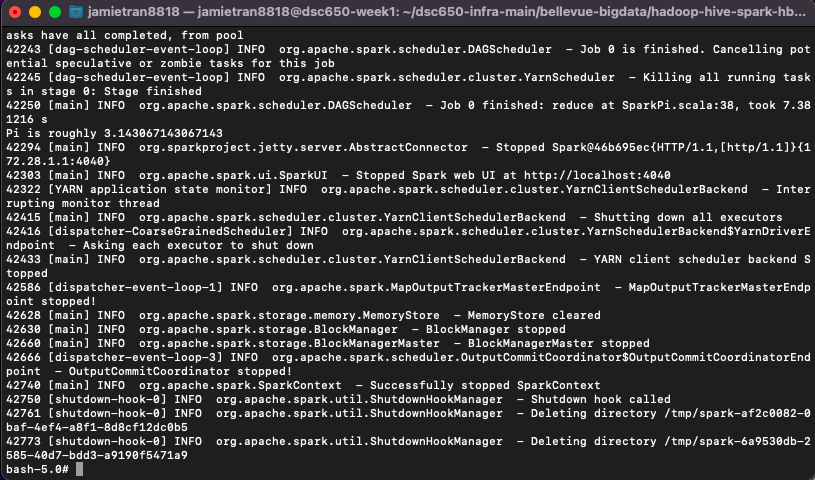 jamietran8818 — jamietran8818@dsc650-week1: ~/dsc650-infra-main/bellevue-bigdata/hadoop-hive-spark-hb...
asks have all completed, from pool
42243 [dag-scheduler-event-loop] INFO  org.apache.spark.scheduler.DAGScheduler  - Job 0 is finished. Cancelling pot
ential speculative or zombie tasks for this job
42245 [dag-scheduler-event-loop] INFO  org.apache.spark.scheduler.cluster.YarnScheduler  - Killing all running task
s in stage 0: Stage finished
42250 [main] INFO  org.apache.spark.scheduler.DAGScheduler  - Job 0 finished: reduce at SparkPi.scala:38, took 7.38
1216 s
Pi is roughly 3.143067143067143
42294 [main] INFO  org.sparkproject.jetty.server.AbstractConnector  - Stopped Spark@46b695ec{HTTP/1.1,[http/1.1]}{1
72.28.1.1:4040}
42303 [main] INFO  org.apache.spark.ui.SparkUI  - Stopped Spark web UI at http://localhost:4040
42322 [YARN application state monitor] INFO  org.apache.spark.scheduler.cluster.YarnClientSchedulerBackend  - Inter
rupting monitor thread
42415 [main] INFO  org.apache.spark.scheduler.cluster.YarnClientSchedulerBackend  - Shutting down all executors
42416 [dispatcher-CoarseGrainedScheduler] INFO  org.apache.spark.scheduler.cluster.YarnSchedulerBackend$YarnDriverE
ndpoint  - Asking each executor to shut down
42433 [main] INFO  org.apache.spark.scheduler.cluster.YarnClientSchedulerBackend  - YARN client scheduler backend S
topped
42586 [dispatcher-event-loop-1] INFO  org.apache.spark.MapOutputTrackerMasterEndpoint  - MapOutputTrackerMasterEndp
oint stopped!
42628 [main] INFO  org.apache.spark.storage.memory.MemoryStore  - MemoryStore cleared
42630 [main] INFO  org.apache.spark.storage.BlockManager  - BlockManager stopped
42660 [main] INFO  org.apache.spark.storage.BlockManagerMaster  - BlockManagerMaster stopped
42666 [dispatcher-event-loop-3] INFO  org.apache.spark.scheduler.OutputCommitCoordinator$OutputCommitCoordinatorEnd
point  - OutputCommitCoordinator stopped!
42740 [main] INFO  org.apache.spark.SparkContext  - Successfully stopped SparkContext
42750 [shutdown-hook-0] INFO  org.apache.spark.util.ShutdownHookManager  - Shutdown hook called
42761 [shutdown-hook-0] INFO  org.apache.spark.util.ShutdownHookManager  - Deleting directory /tmp/spark-af2c0082-0
baf-4ef4-a8f1-8d8cf12dc0b5
42773 [shutdown-hook-0] INFO  org.apache.spark.util.ShutdownHookManager  - Deleting directory /tmp/spark-6a9530db-2
585-40d7-bdd3-a9190f5471a9
bash-5.0#